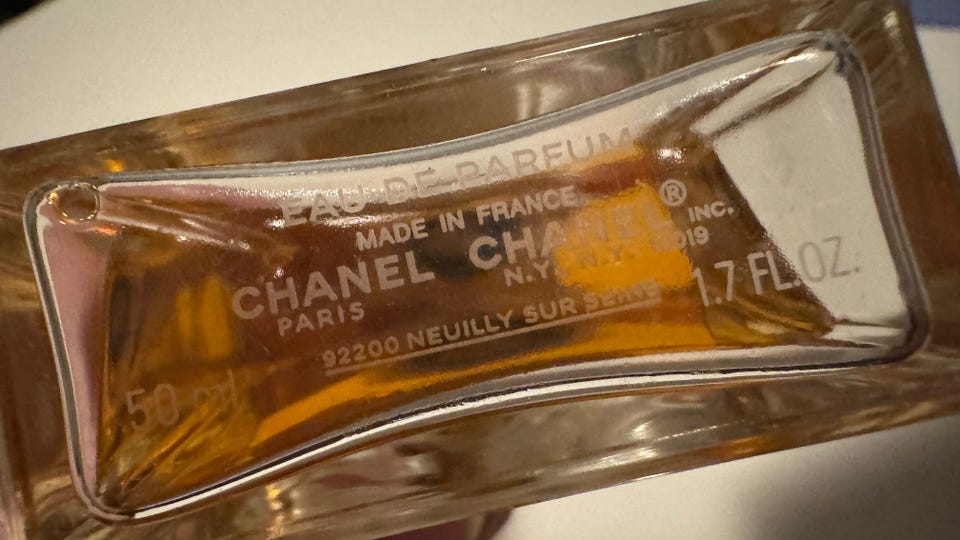 EAU DE PARFUM
MADE IN FRANCE
CHANEL CHANEL® INC.
PARIS N.Y., N.Y. 10019
92200 NEUILLY SUR SEINE
50 ml 1.7 FL.OZ.